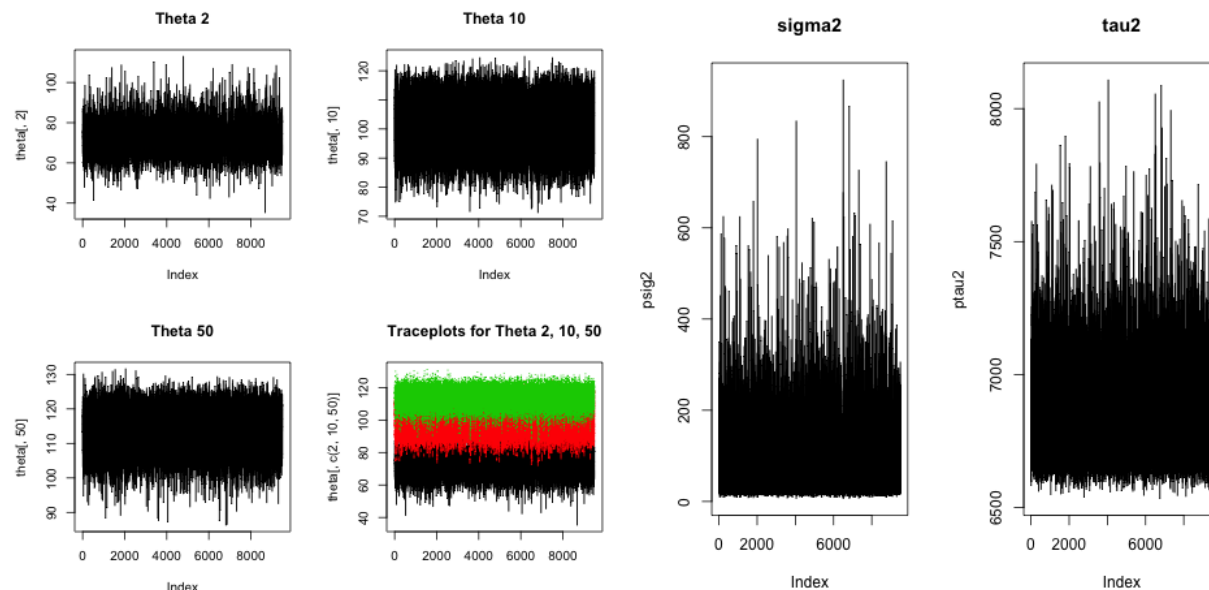 Theta 2
theta[, 2]
40 60 80 100
0 2000 4000 6000 8000
Index
Theta 10
theta[, 10]
70 80 90 100 120
0 2000 4000 6000 8000
Index
Theta 50
theta[, 50]
90 100 110 120 130
0 2000 4000 6000 8000
Index
Traceplots for Theta 2, 10, 50
theta[, c(2, 10, 50)]
40 60 80 100 120
0 2000 4000 6000 8000
Index
sigma2
psig2
0 200 400 600 800
0 2000 6000
Index
tau2
ptau2
6500 7000 7500 8000
0 2000 6000
Index